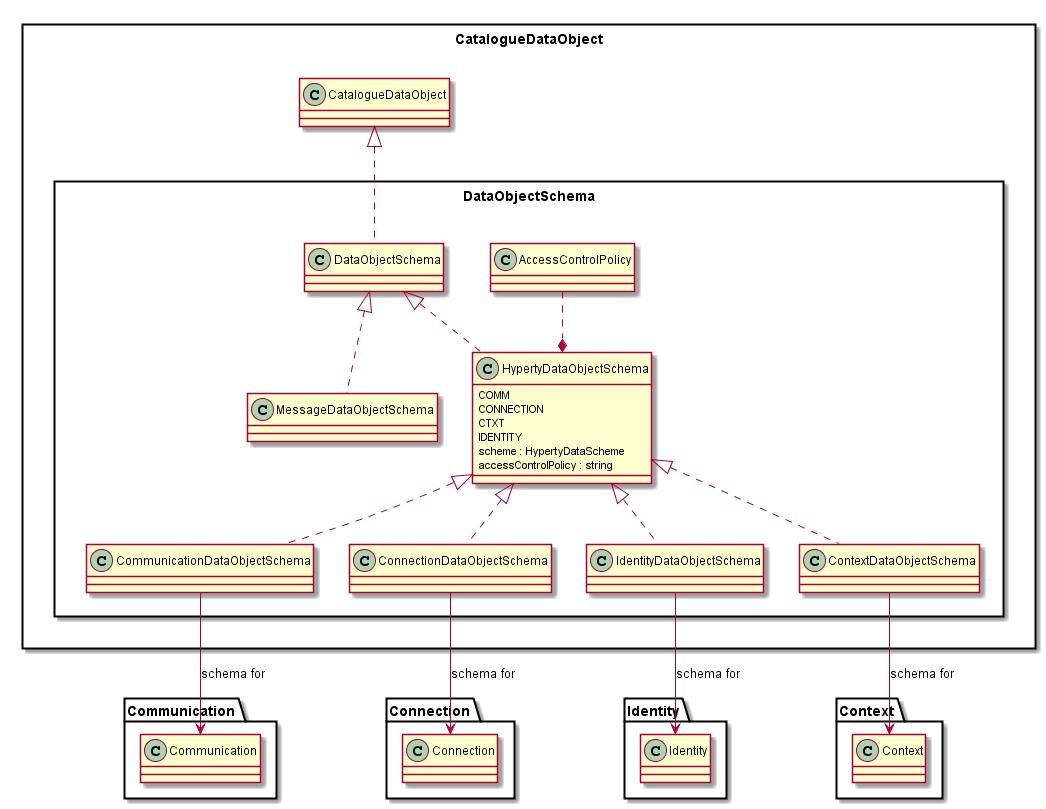 CatalogueDataObject
C CatalogueDataObject
DataObjectSchema
C DataObjectSchema
C AccessControlPolicy
C HypertyDataObjectSchema
COMM
CONNECTION
CTXT
IDENTITY
scheme : HypertyDataScheme
accessControlPolicy : string
C MessageDataObjectSchema
C CommunicationDataObjectSchema
C ConnectionDataObjectSchema
C IdentityDataObjectSchema
C ContextDataObjectSchema
schema for
schema for
schema for
schema for
Communication
C Communication
Connection
C Connection
Identity
C Identity
Context
C Context